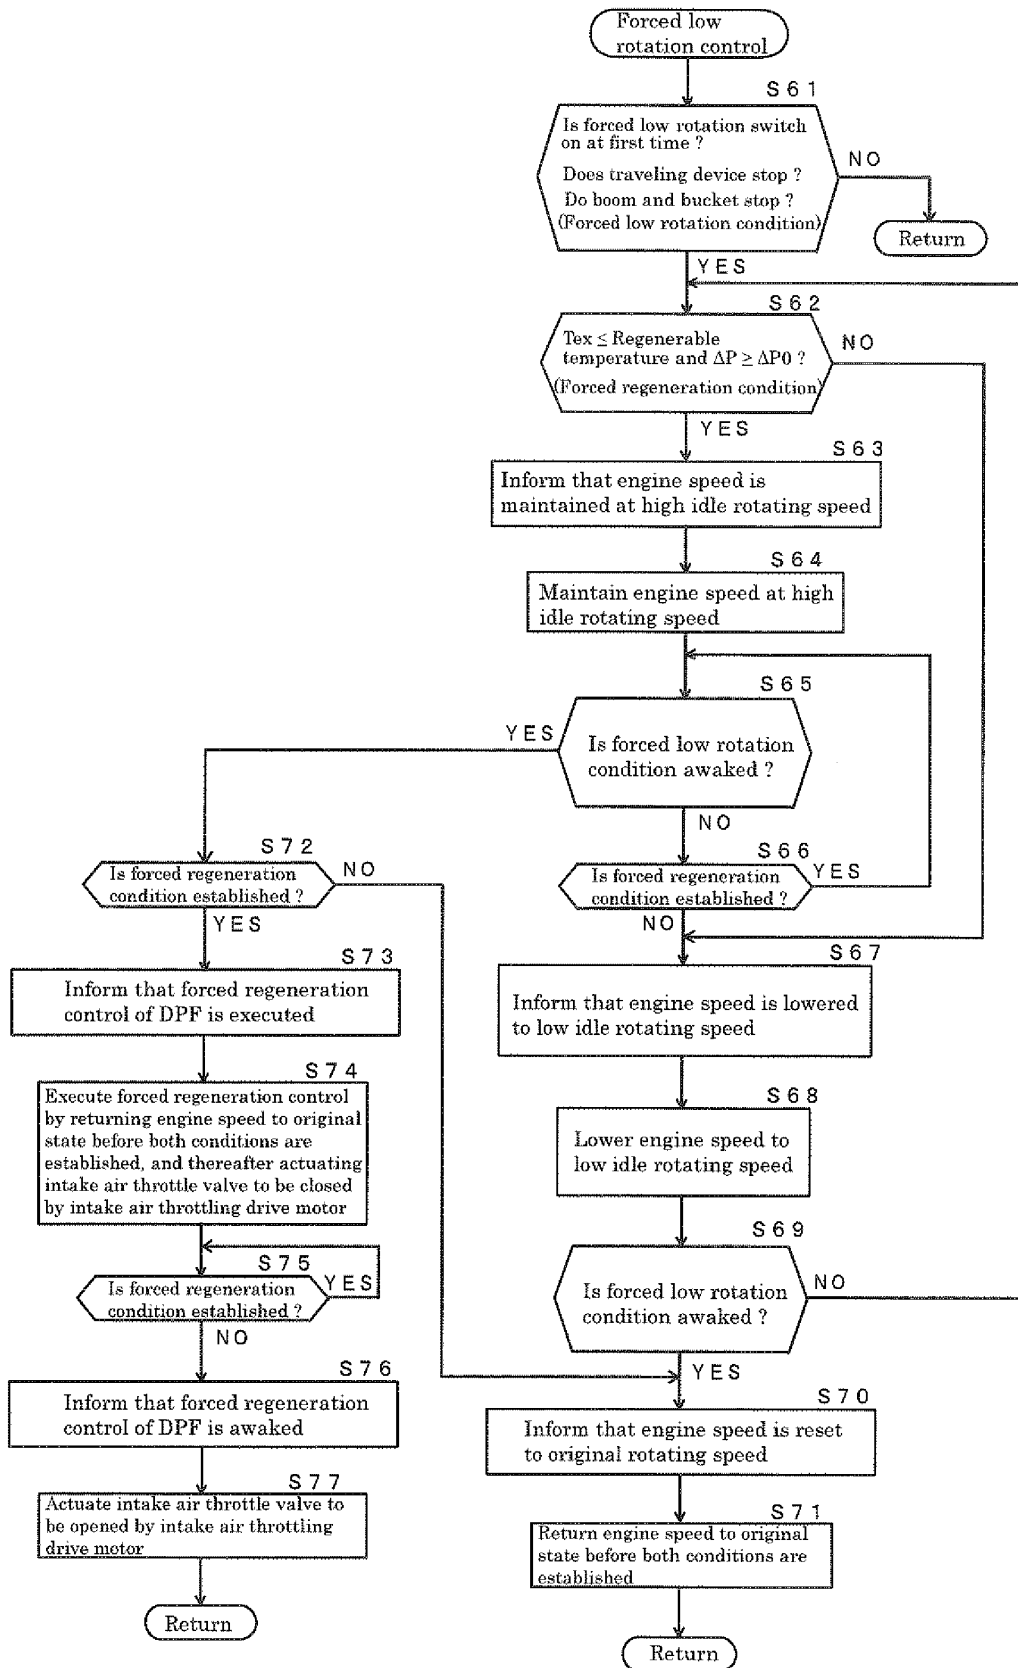 Forced low
rotation control
S61
Is forced low rotation switch
on at first time ?
Does traveling device stop ?
Do boom and bucket stop ?
(Forced low rotation condition)
NO
Return
YES
S62
Tex ≤ Regenerable
temperature and ΔP ≥ ΔP0 ?
(Forced regeneration condition)
NO
YES
S63
Inform that engine speed is
maintained at high idle rotating speed
S64
Maintain engine speed at high
idle rotating speed
S65
Is forced low rotation
condition awaked ?
YES
NO
S66
Is forced regeneration
condition established ?
YES
NO
S67
Inform that engine speed is lowered
to low idle rotating speed
S68
Lower engine speed to
low idle rotating speed
S69
Is forced low rotation
condition awaked ?
NO
YES
S70
Inform that engine speed is reset
to original rotating speed
S71
Return engine speed to original
state before both conditions are
established
Return
S72
Is forced regeneration
condition established ?
NO
YES
S73
Inform that forced regeneration
control of DPF is executed
S74
Execute forced regeneration control
by returning engine speed to original
state before both conditions are
established, and thereafter actuating
intake air throttle valve to be closed
by intake air throttling drive motor
S75
Is forced regeneration
condition established ?
YES
NO
S76
Inform that forced regeneration
control of DPF is awaked
S77
Actuate intake air throttle valve to
be opened by intake air throttling
drive motor
Return